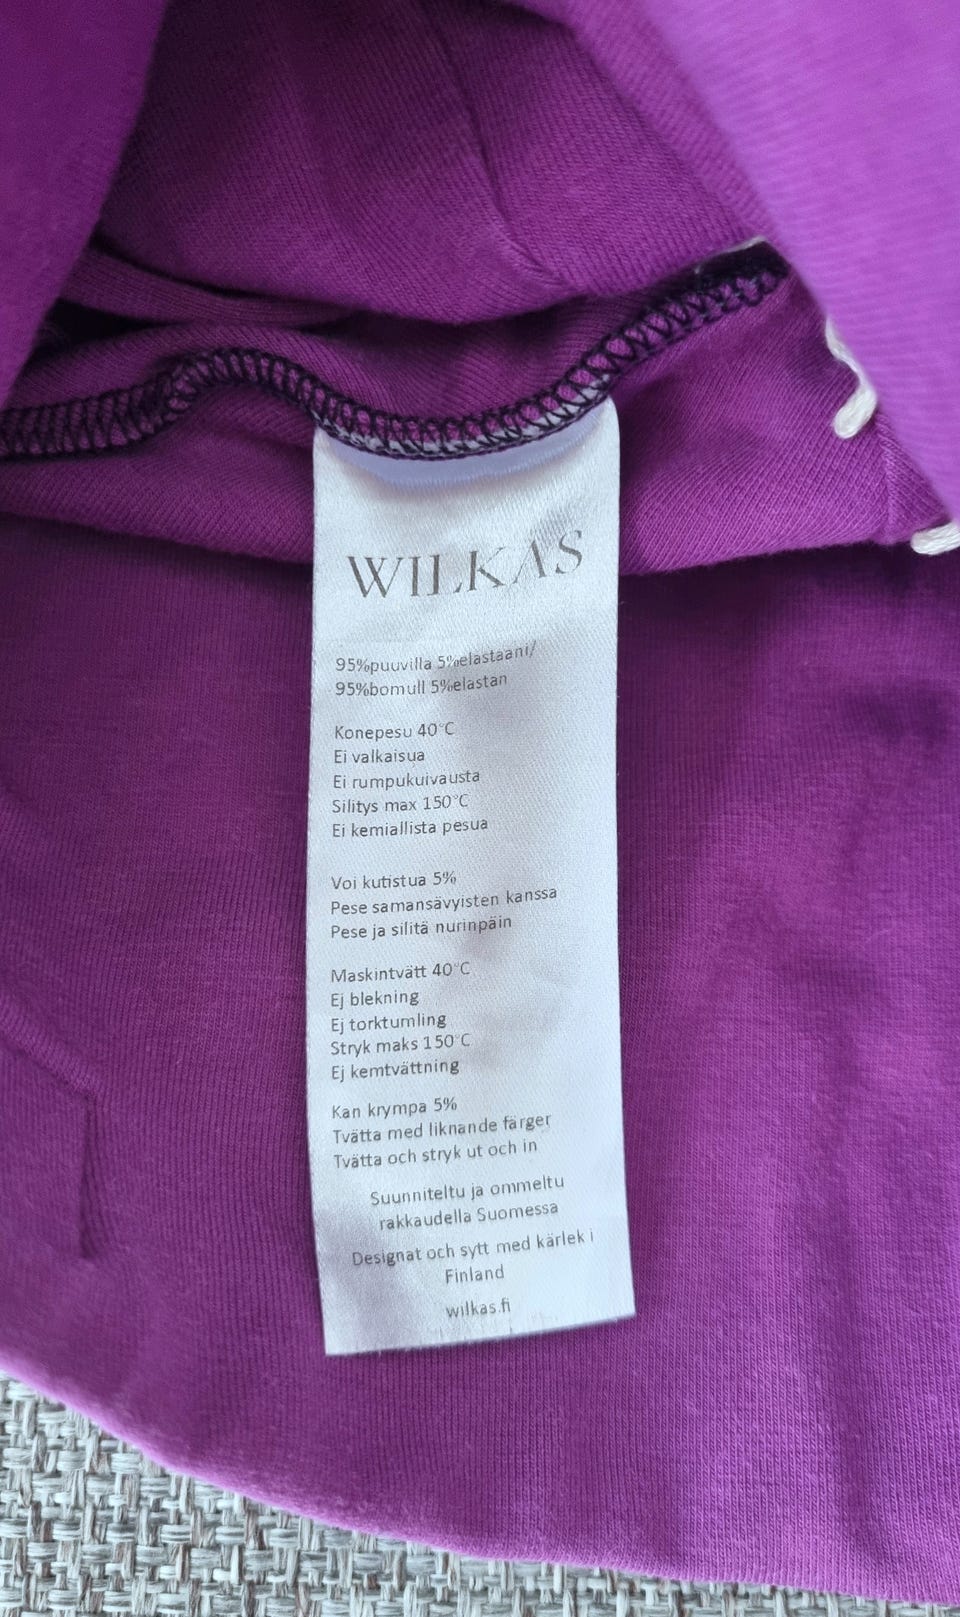 WILKAS
95%puuvilla 5%elastaani/
95%bomull 5%elastan
Konepesu 40°C
Ei valkaisua
Ei rumpukuivausta
Silitys max 150°C
Ei kemiallista pesua
Voi kutistua 5%
Pese samansävyisten kanssa
Pese ja silitä nurinpäin
Maskintvätt 40°C
Ej blekning
Ej torktumling
Stryk maks 150°C
Ej kemtvättning
Kan krympa 5%
Tvätta med liknande färger
Tvätta och stryk ut och in
Suunniteltu ja ommeltu
rakkaudella Suomessa
Designat och sytt med kärlek i
Finland
wilkas.fi